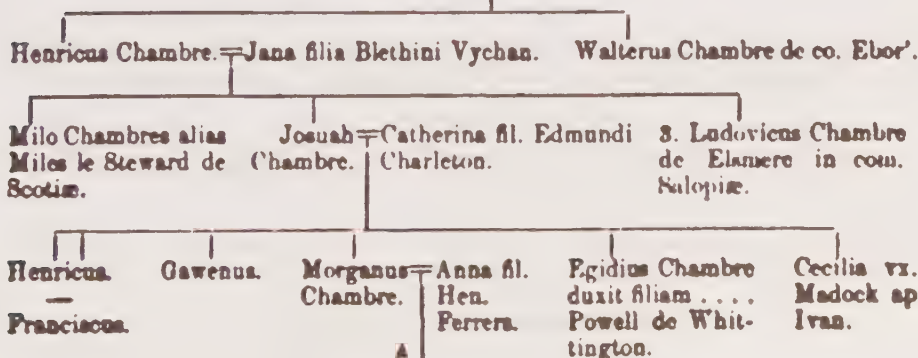 Henricus Chambre. = Jana filia Blethini Vychan. Walterus Chambre de co. Ebor'.
Milo Chambres alias
Miles le Steward de
Scotiæ.
Josuah = Catherina fil. Edmundi
Chambre. Charleton.
3. Ludovicus Chambre
de Elsmere in com.
Salopiæ.
Henricus.
—
Franciscus.
Gawenus.
Morganus = Anna fil.
Chambre. Hen.
Ferrers.
Egidius Chambre
duxit filiam . . . .
Powell de Whit-
tington.
Cecilia vx.
Madock ap
Ivan.
A